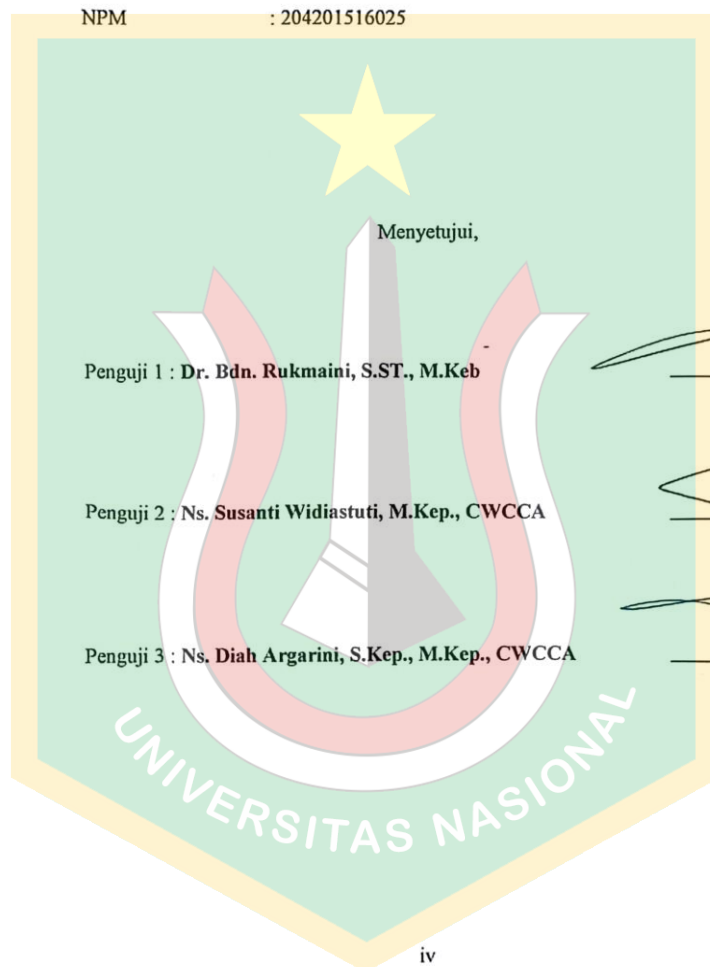 NPM : 204201516025
Menyetujui,
Penguji 1 : Dr. Bdn. Rukmaini, S.ST., M.Keb
Penguji 2 : Ns. Susanti Widiastuti, M.Kep., CWCCA
Penguji 3 : Ns. Diah Argarini, S.Kep., M.Kep., CWCCA
UNIVERSITAS NASIONAL
iv